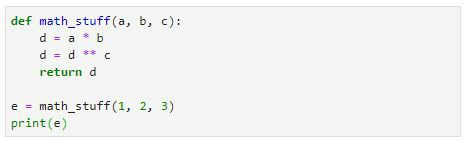 def math_stuff(a, b, c):
    d = a * b
    d = d ** c
    return d

e = math_stuff(1, 2, 3)
print(e)